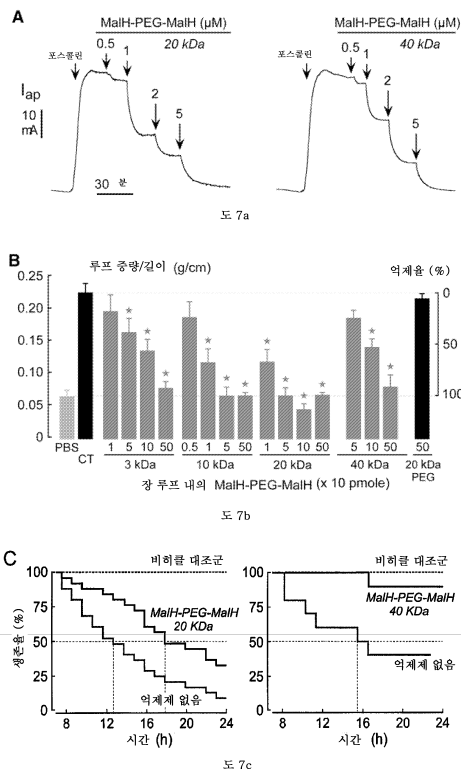 A
MalH-PEG-MalH (µM)
20 kDa
포스콜린
0.5
1
2
5
I_ap
10
mA
30 분
MalH-PEG-MalH (µM)
40 kDa
포스콜린
0.5
1
2
5
도 7a
B
루프 중량/길이 (g/cm)
억제율 (%)
0.25
0.20
0.15
0.10
0.05
0
0
50
100
PBS
CT
1 5 10 50
3 kDa
0.5 1 5 50
10 kDa
1 5 10 50
20 kDa
5 10 50
40 kDa
50
20 kDa
PEG
장 루프 내의 MalH-PEG-MalH (x 10 pmole)
도 7b
C
비히클 대조군
생존율 (%)
100
75
50
25
0
MalH-PEG-MalH
20 KDa
억제제 없음
8 12 16 20 24
시간 (h)
비히클 대조군
100
75
50
25
0
MalH-PEG-MalH
40 KDa
억제제 없음
8 12 16 20 24
시간 (h)
도 7c